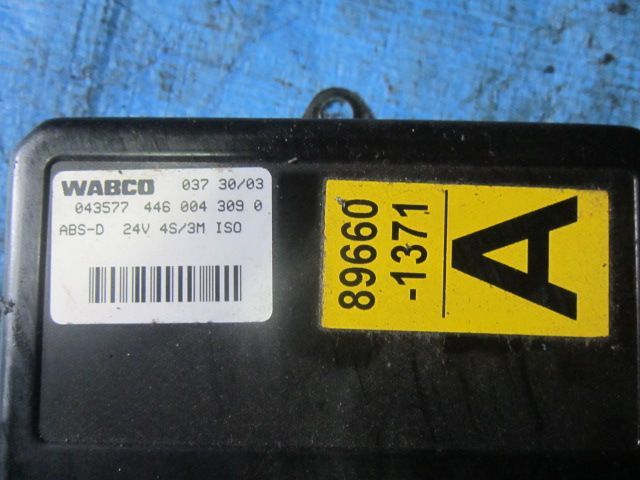 WABCO 037 30/03
043577 446 004 309 0
ABS-D 24V 4S/3M ISO
89660
-1371
A